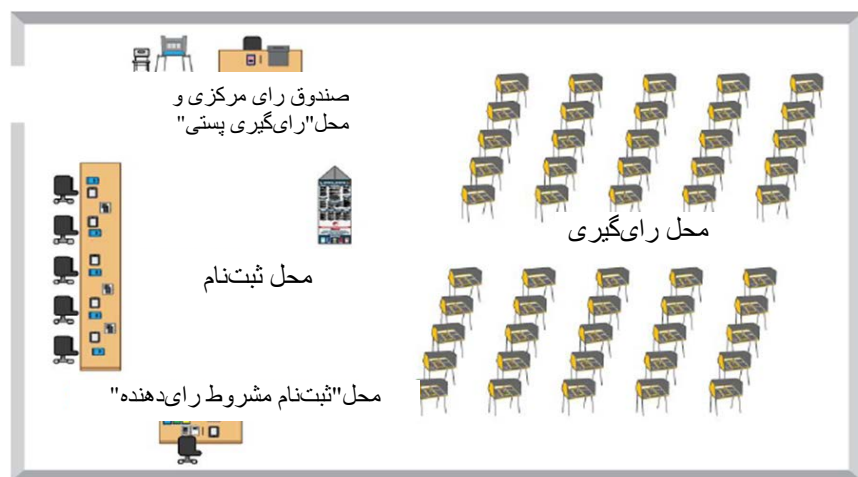 صندوق رای مرکزی و
محل"رای‌گیری پستی"
محل رای‌گیری
محل ثبت‌نام
محل"ثبت‌نام مشروط رای‌دهنده"